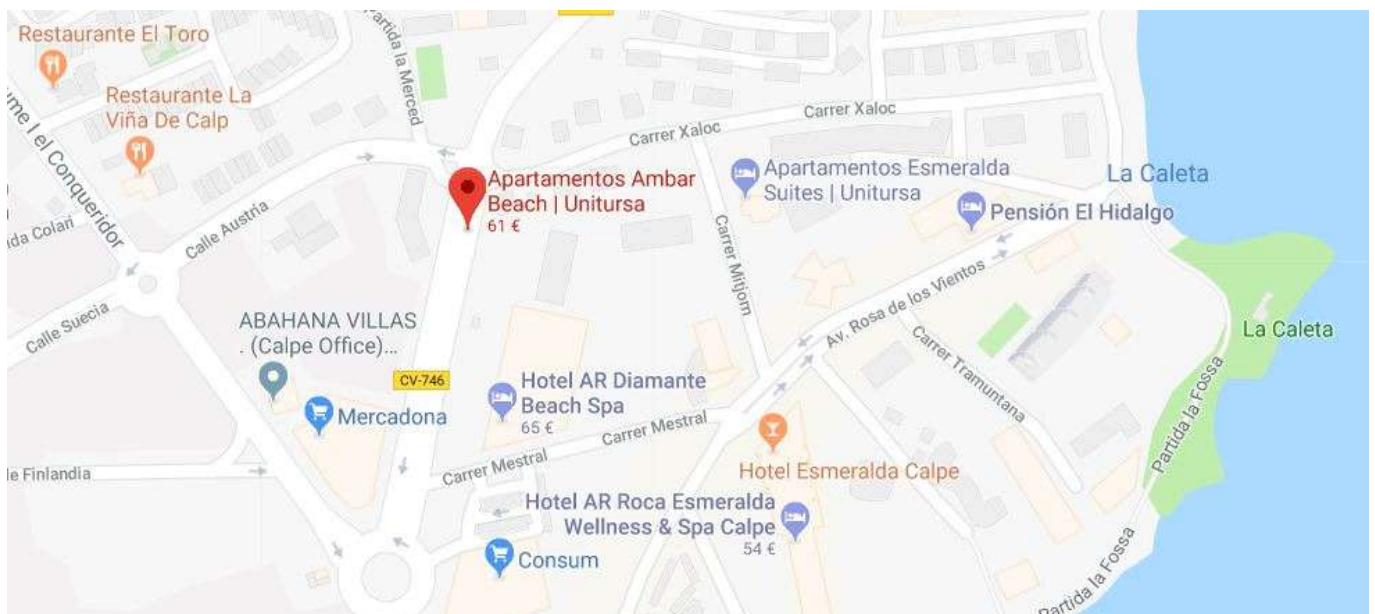 Restaurante El Toro
Partida la Merced
Restaurante La
Viña De Calp
ume I el Conqueridor
Carrer Xaloc
Carrer Xaloc
Apartamentos Ambar
Beach | Unitursa
61 €
Apartamentos Esmeralda
Suites | Unitursa
La Caleta
Pensión El Hidalgo
da Colari
Calle Austria
Carrer Mitjorn
Av. Rosa de los Vientos
Calle Suecia
ABAHANA VILLAS
. (Calpe Office)...
La Caleta
CV-746
Carrer Tramuntana
Hotel AR Diamante
Beach Spa
65 €
Mercadona
Carrer Mestral
Partida la Fossa
Carrer Mestral
Hotel Esmeralda Calpe
e Finlandia
Hotel AR Roca Esmeralda
Wellness & Spa Calpe
54 €
Consum
Partida la Fossa